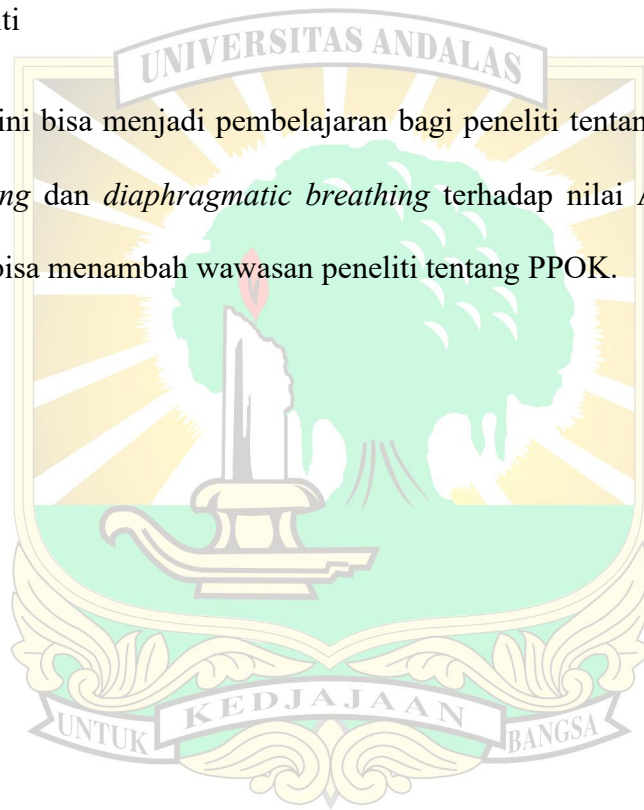 iti
UNIVERSITAS ANDALAS
ini bisa menjadi pembelajaran bagi peneliti tentan
ng dan diaphragmatic breathing terhadap nilai A
bisa menambah wawasan peneliti tentang PPOK.
UNTUK KEDJAJAAN BANGSA